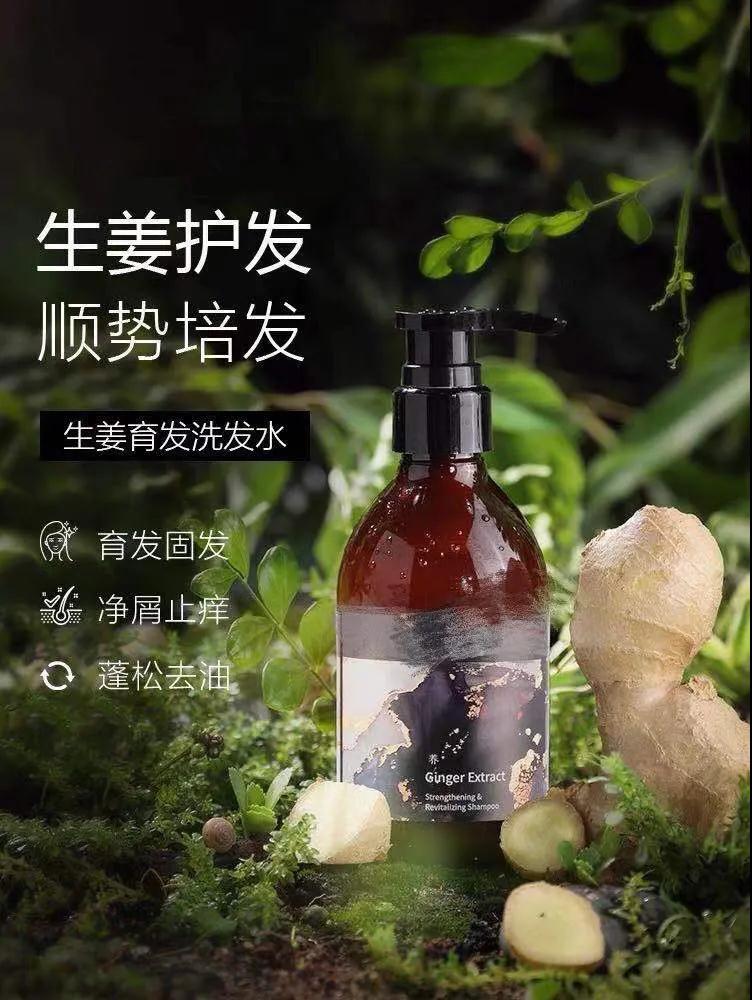 生姜护发
顺势培发
生姜育发洗发水
育发固发
净屑止痒
蓬松去油
养
Ginger Extract
Strengthening &
Revitalizing Shampoo